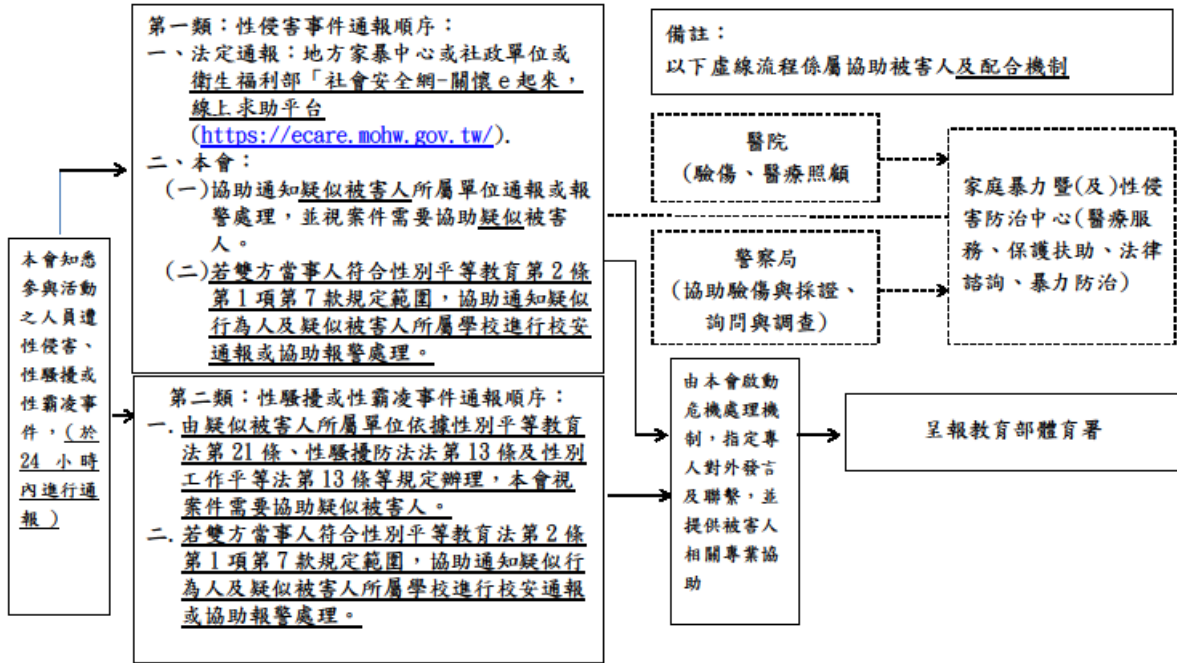 本會知悉
參與活動
之人員遭
性侵害、
性騷擾或
性霸凌事
件，(於
24 小時
內進行通
報 )
第一類：性侵害事件通報順序：
一、法定通報：地方家暴中心或社政單位或
衛生福利部「社會安全網-關懷 e 起來，
線上求助平台
(https://ecare.mohw.gov.tw/).
二、本會：
(一)協助通知疑似被害人所屬單位通報或報
警處理，並視案件需要協助疑似被害
人。
(二)若雙方當事人符合性別平等教育第 2 條
第 1 項第 7 款規定範圍，協助通知疑似
行為人及疑似被害人所屬學校進行校安
通報或協助報警處理。
第二類：性騷擾或性霸凌事件通報順序：
一. 由疑似被害人所屬單位依據性別平等教育
法第 21 條、性騷擾防法法第 13 條及性別
工作平等法第 13 條等規定辦理，本會視
案件需要協助疑似被害人。
二. 若雙方當事人符合性別平等教育法第 2 條
第 1 項第 7 款規定範圍，協助通知疑似行
為人及疑似被害人所屬學校進行校安通報
或協助報警處理。
備註：
以下虛線流程係屬協助被害人及配合機制
醫院
(驗傷、醫療照顧
警察局
(協助驗傷與採證、
詢問與調查)
家庭暴力暨(及)性侵
害防治中心(醫療服
務、保護扶助、法律
諮詢、暴力防治)
由本會啟動
危機處理機
制，指定專
人對外發言
及聯繫，並
提供被害人
相關專業協
助
呈報教育部體育署